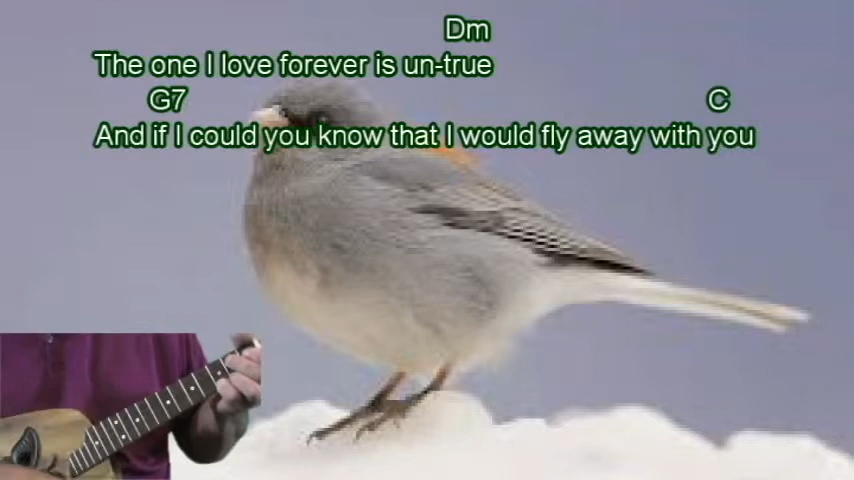 Dm
The one I love forever is un-true
G7 C
And if I could you know that I would fly away with you